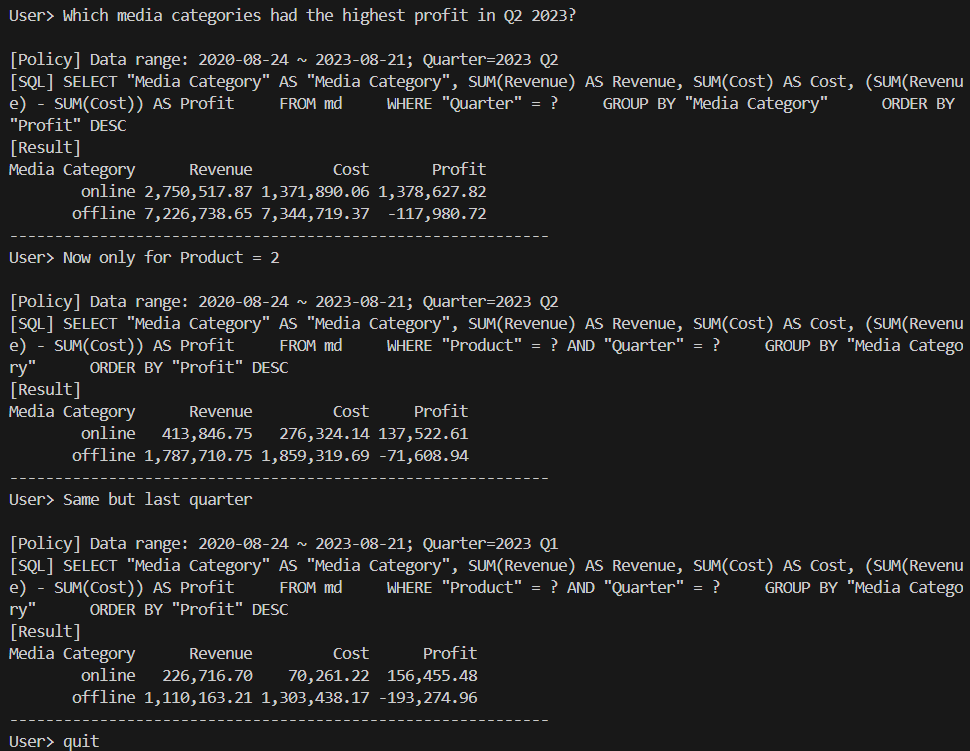 User> Which media categories had the highest profit in Q2 2023?
[Policy] Data range: 2020-08-24 ~ 2023-08-21; Quarter=2023 Q2
[SQL] SELECT "Media Category" AS "Media Category", SUM(Revenue) AS Revenue, SUM(Cost) AS Cost, (SUM(Revenu
e) - SUM(Cost)) AS Profit     FROM md     WHERE "Quarter" = ?     GROUP BY "Media Category"      ORDER BY
"Profit" DESC
[Result]
Media Category      Revenue         Cost       Profit
        online 2,750,517.87 1,371,890.06 1,378,627.82
       offline 7,226,738.65 7,344,719.37  -117,980.72
------------------------------------------------------------
User> Now only for Product = 2
[Policy] Data range: 2020-08-24 ~ 2023-08-21; Quarter=2023 Q2
[SQL] SELECT "Media Category" AS "Media Category", SUM(Revenue) AS Revenue, SUM(Cost) AS Cost, (SUM(Revenu
e) - SUM(Cost)) AS Profit     FROM md     WHERE "Product" = ? AND "Quarter" = ?     GROUP BY "Media Catego
ry"      ORDER BY "Profit" DESC
[Result]
Media Category      Revenue         Cost     Profit
        online   413,846.75   276,324.14 137,522.61
       offline 1,787,710.75 1,859,319.69 -71,608.94
------------------------------------------------------------
User> Same but last quarter
[Policy] Data range: 2020-08-24 ~ 2023-08-21; Quarter=2023 Q1
[SQL] SELECT "Media Category" AS "Media Category", SUM(Revenue) AS Revenue, SUM(Cost) AS Cost, (SUM(Revenu
e) - SUM(Cost)) AS Profit     FROM md     WHERE "Product" = ? AND "Quarter" = ?     GROUP BY "Media Catego
ry"      ORDER BY "Profit" DESC
[Result]
Media Category      Revenue         Cost      Profit
        online   226,716.70    70,261.22  156,455.48
       offline 1,110,163.21 1,303,438.17 -193,274.96
------------------------------------------------------------
User> quit